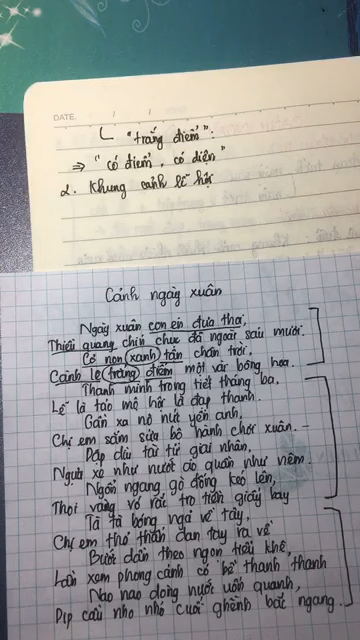 DATE / /
"trắng điểm":
⇒ "có điểm, có diện"
2. Khung cảnh lễ hội
Cảnh ngày xuân
Ngày xuân con én đưa thoi,
Thiều quang chín chục đã ngoài sáu mươi.
Cỏ non (xanh) tận chân trời,
Cành lê (trắng) điểm một vài bông hoa.
Thanh minh trong tiết tháng ba,
Lễ là tảo mộ hội là đạp thanh.
Gần xa nô nức yến anh,
Chị em sắm sửa bộ hành chơi xuân.
Dập dìu tài tử giai nhân,
Ngựa xe như nước áo quần như nêm.
Ngổn ngang gò đống kéo lên,
Thoi vàng vó rắc tro tiền giấy bay
Tà tà bóng ngả về tây,
Chị em thơ thẩn dan tay ra về
Bước dần theo ngọn tiểu khê,
Lần xem phong cảnh có bề thanh thanh
Nao nao dòng nước uốn quanh,
Dịp cầu nho nhỏ cuối ghềnh bắc ngang.